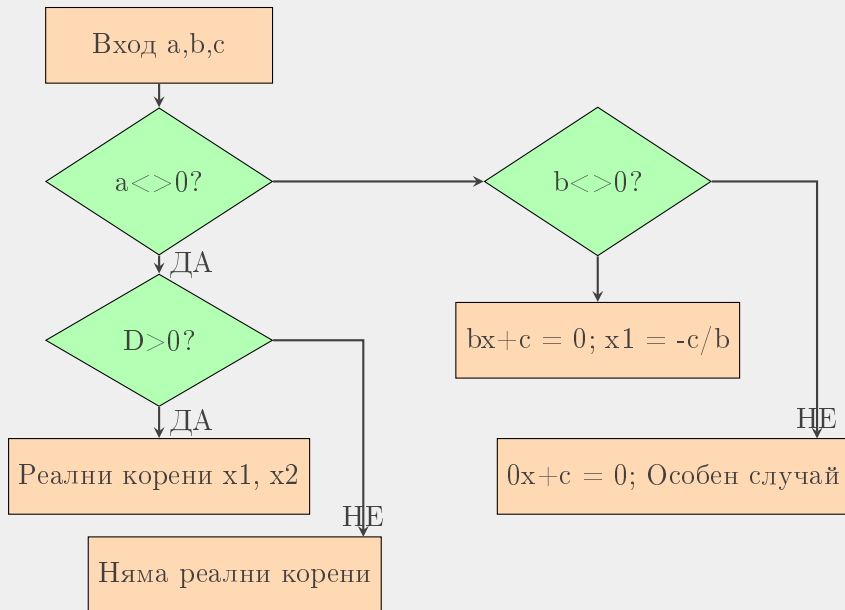 Вход a,b,c
a<>0?
b<>0?
ДА
D>0?
bx+c = 0; x1 = -c/b
ДА
НЕ
Реални корени x1, x2
0x+c = 0; Особен случай
НЕ
Няма реални корени